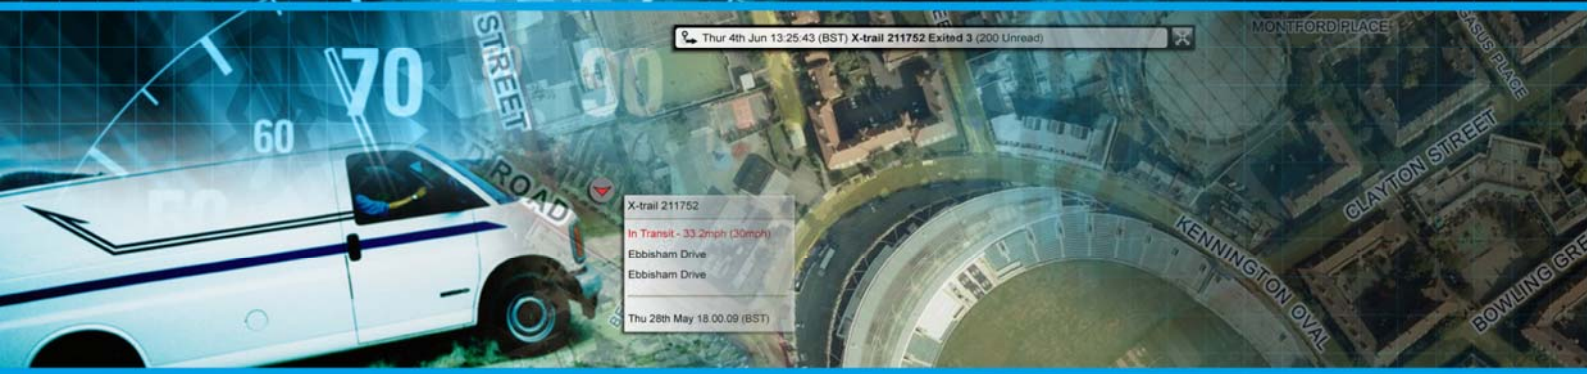 STREET
70
90
60
50
ROAD
Thur 4th Jun 13:25:43 (BST) X-trail 211752 Exited 3 (200 Unread)
X-trail 211752
In Transit - 33.2mph (30mph)
Ebbisham Drive
Ebbisham Drive
Thu 28th May 18.00.09 (BST)
MONTFORD PLACE
CLAYTON STREET
KENNINGTON OVAL
BOWLING GRE